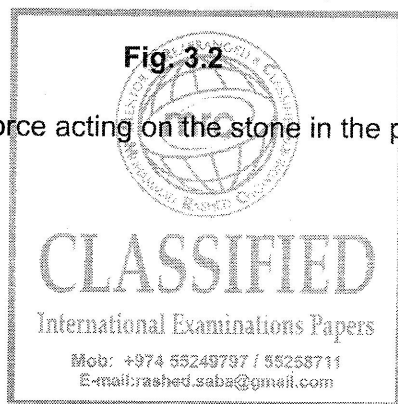 Fig. 3.2
orce acting on the stone in the p
CLASSIFIED
International Examinations Papers
Mob: +974 55249797 / 55258711
E-mail:rashed.saba@gmail.com